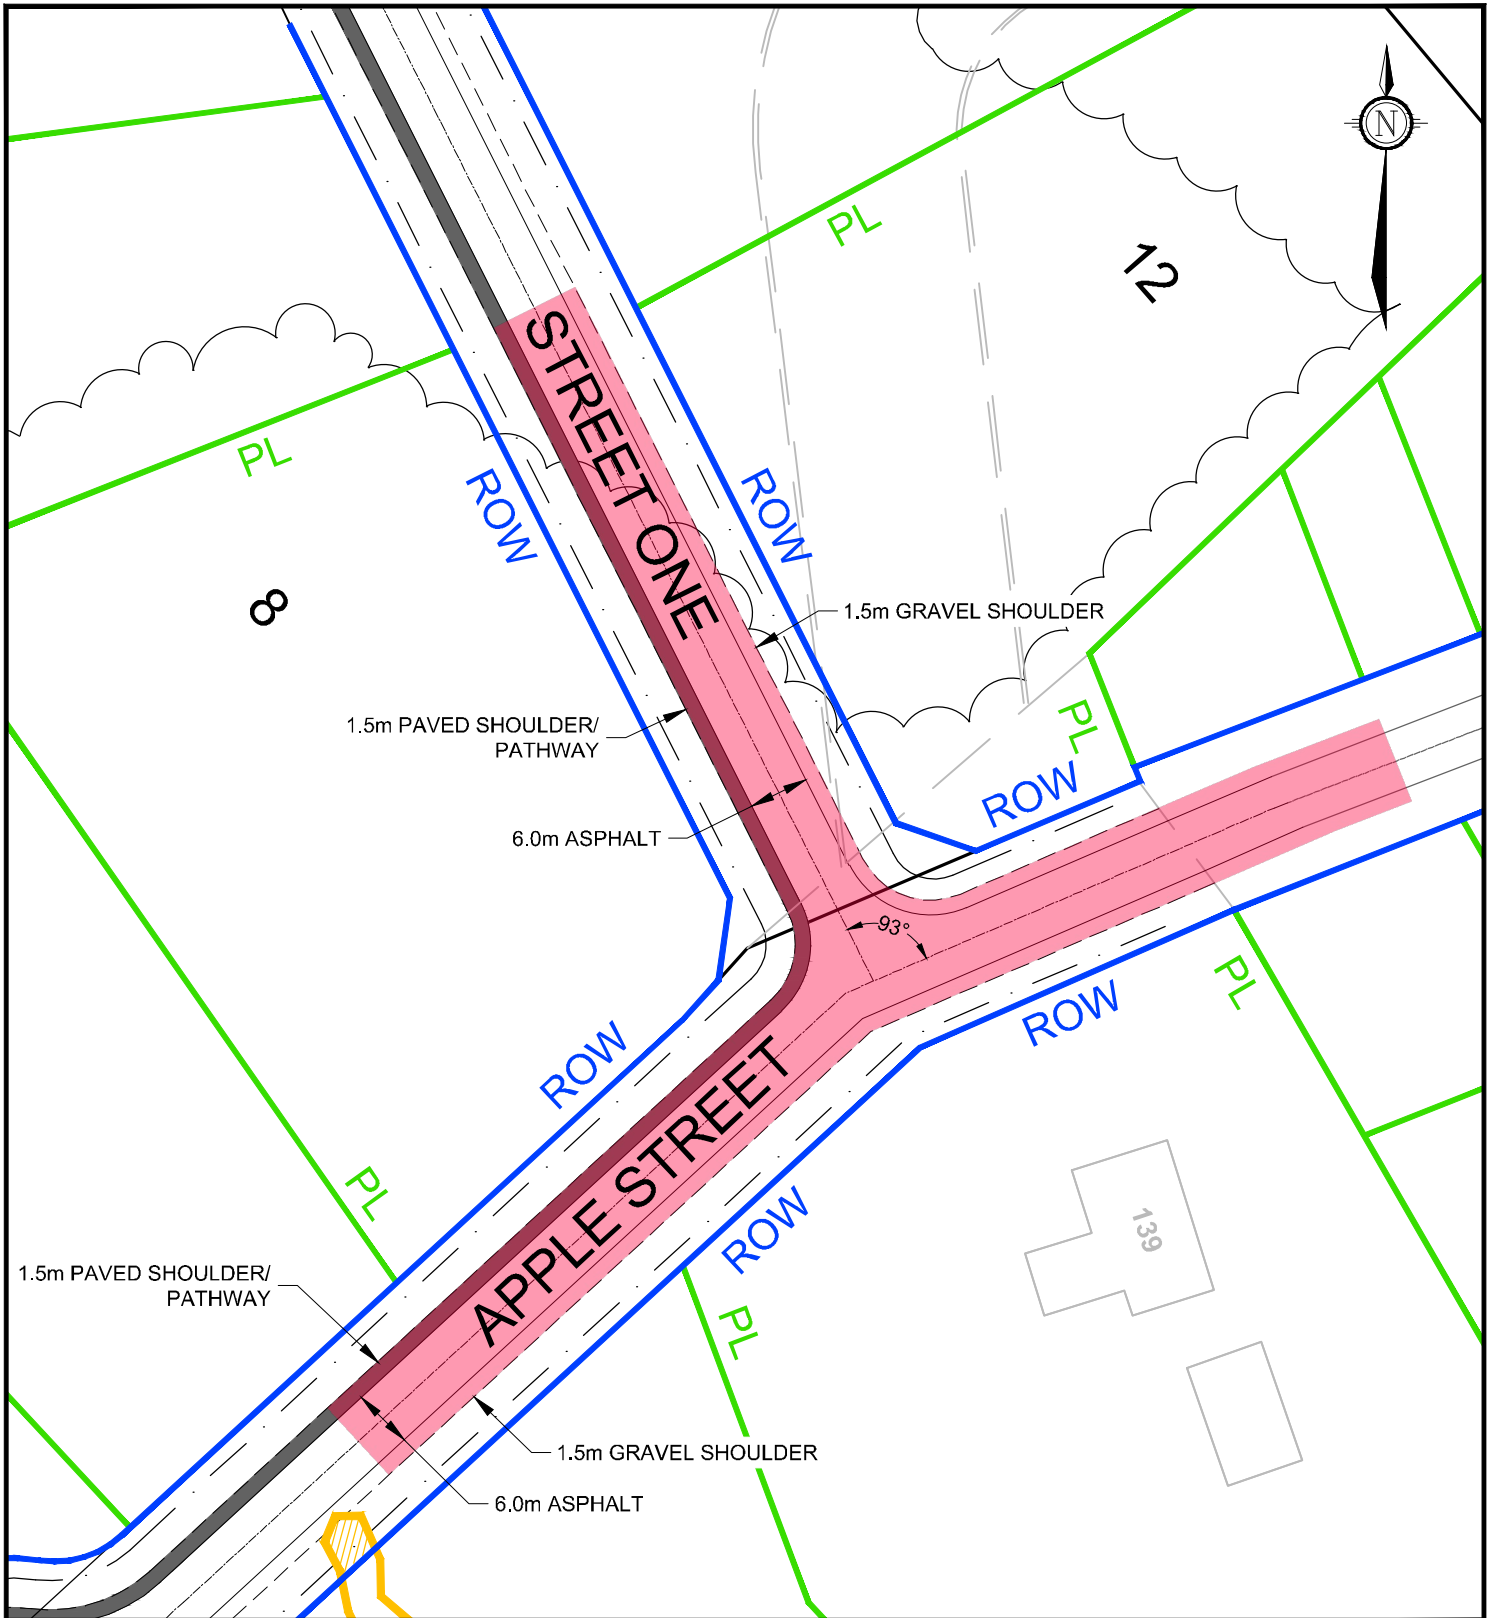 N
PL
12
STREET ONE
PL
ROW
ROW
8
1.5m GRAVEL SHOULDER
1.5m PAVED SHOULDER/
PATHWAY
PL
ROW
6.0m ASPHALT
93°
PL
ROW
ROW
APPLE STREET
PL
ROW
139
1.5m PAVED SHOULDER/
PATHWAY
PL
1.5m GRAVEL SHOULDER
6.0m ASPHALT